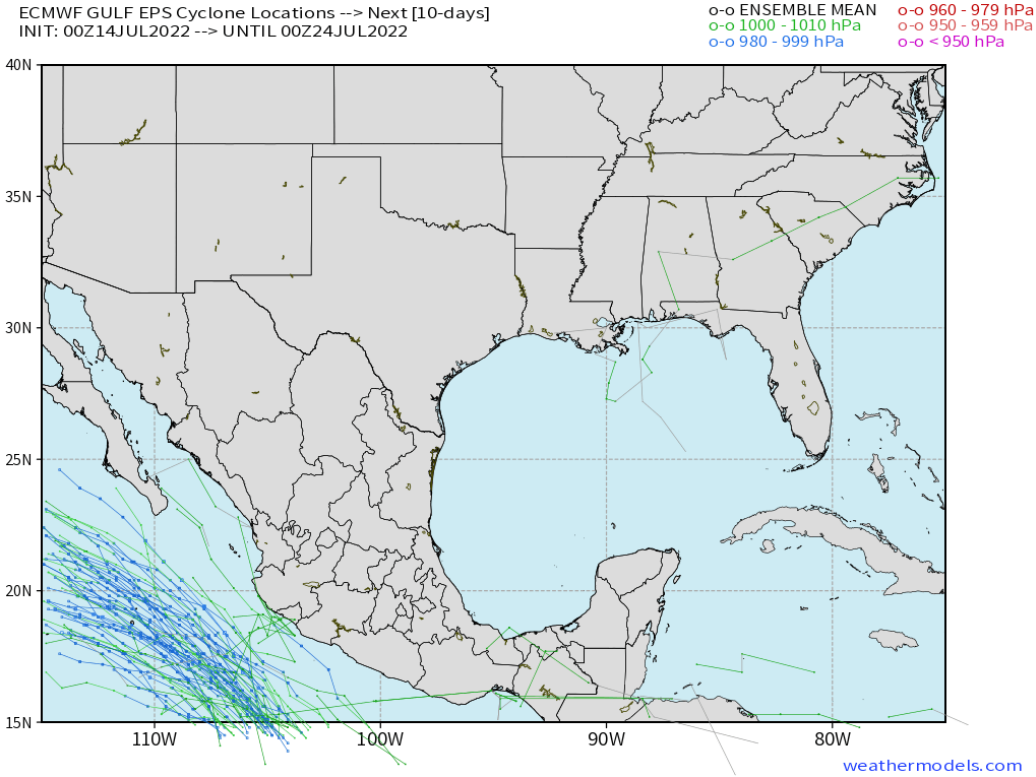 ECMWF GULF EPS Cyclone Locations --> Next [10-days]
INIT: 00Z14JUL2022 --> UNTIL 00Z24JUL2022
o-o ENSEMBLE MEAN
o-o 1000 - 1010 hPa
o-o 980 - 999 hPa
o-o 960 - 979 hPa
o-o 950 - 959 hPa
o-o < 950 hPa
40N
35N
30N
25N
20N
15N
110W
100W
90W
80W
weathermodels.com